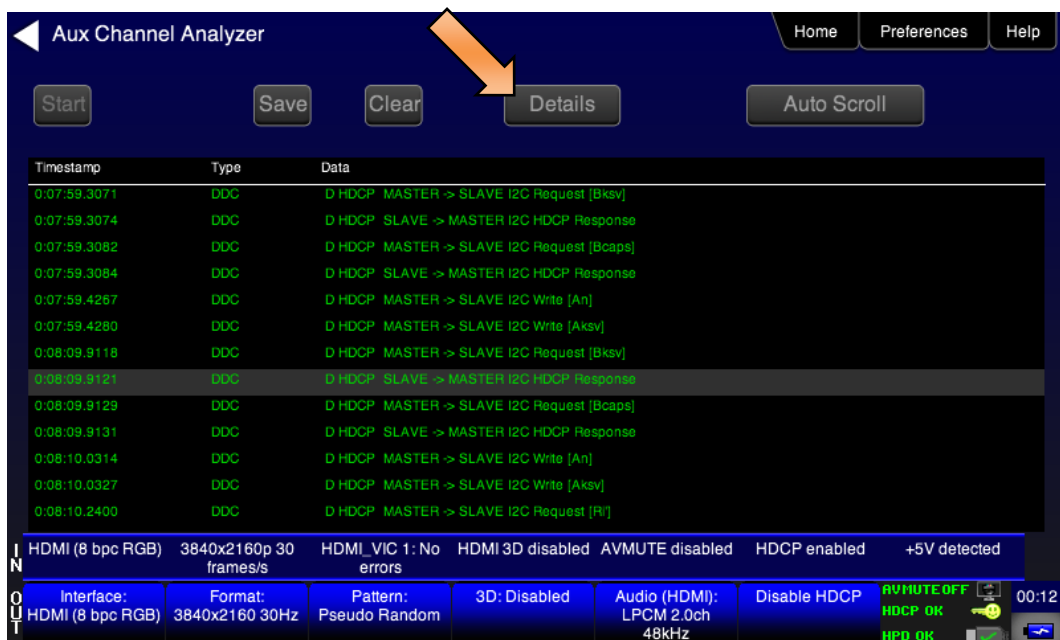 Aux Channel Analyzer
Home Preferences Help
Start Save Clear Details Auto Scroll
Timestamp Type Data
0:07:59.3071 DDC D HDCP MASTER -> SLAVE I2C Request [Bksv]
0:07:59.3074 DDC D HDCP SLAVE -> MASTER I2C HDCP Response
0:07:59.3082 DDC D HDCP MASTER -> SLAVE I2C Request [Bcaps]
0:07:59.3084 DDC D HDCP SLAVE -> MASTER I2C HDCP Response
0:07:59.4267 DDC D HDCP MASTER -> SLAVE I2C Write [An]
0:07:59.4280 DDC D HDCP MASTER -> SLAVE I2C Write [Aksv]
0:08:09.9118 DDC D HDCP MASTER -> SLAVE I2C Request [Bksv]
0:08:09.9121 DDC D HDCP SLAVE -> MASTER I2C HDCP Response
0:08:09.9129 DDC D HDCP MASTER -> SLAVE I2C Request [Bcaps]
0:08:09.9131 DDC D HDCP SLAVE -> MASTER I2C HDCP Response
0:08:10.0314 DDC D HDCP MASTER -> SLAVE I2C Write [An]
0:08:10.0327 DDC D HDCP MASTER -> SLAVE I2C Write [Aksv]
0:08:10.2400 DDC D HDCP MASTER -> SLAVE I2C Request [Ri']
IN
HDMI (8 bpc RGB) 3840x2160p 30 HDMI_VIC 1: No HDMI 3D disabled AVMUTE disabled HDCP enabled +5V detected
frames/s errors
OUT
Interface: Format: Pattern: 3D: Disabled Audio (HDMI): Disable HDCP AVMUTE OFF
HDMI (8 bpc RGB) 3840x2160 30Hz Pseudo Random LPCM 2.0ch HDCP OK 00:12
48kHz HPD OK